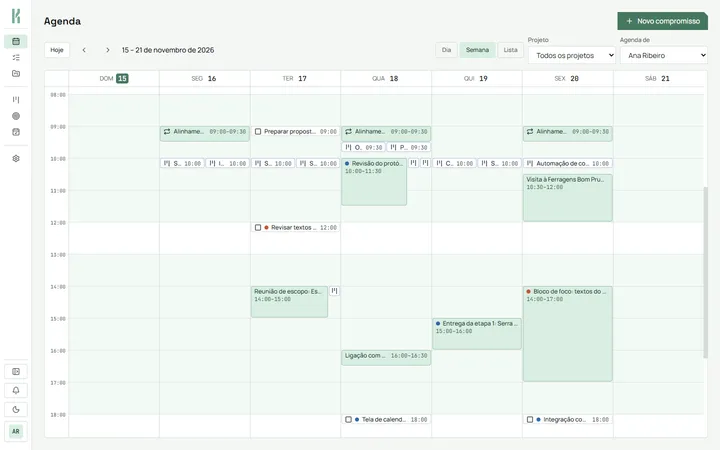 Agenda
+ Novo compromisso
Hoje
15 – 21 de novembro de 2026
Dia
Semana
Lista
Projeto
Todos os projetos
Agenda de
Ana Ribeiro
DOM 15
SEG 16
TER 17
QUA 18
QUI 19
SEX 20
SÁB 21
08:00
09:00
Alinhame... 09:00–09:30
Preparar propost... 09:00
Alinhame... 09:00–09:30
Alinhame... 09:00–09:30
O... 09:30
P... 09:30
10:00
S... 10:00
I... 10:00
S... 10:00
S... 10:00
Revisão do protó...
10:00–11:30
C... 10:00
S... 10:00
Automação de co... 10:00
Visita à Ferragens Bom Pru...
10:30–12:00
11:00
12:00
Revisar textos ... 12:00
13:00
14:00
Reunião de escopo: Es...
14:00–15:00
Bloco de foco: textos do ...
14:00–17:00
15:00
Entrega da etapa 1: Serra ...
15:00–16:00
16:00
Ligação com ... 16:00–16:30
17:00
18:00
Tela de calend... 18:00
Integração co... 18:00
AR